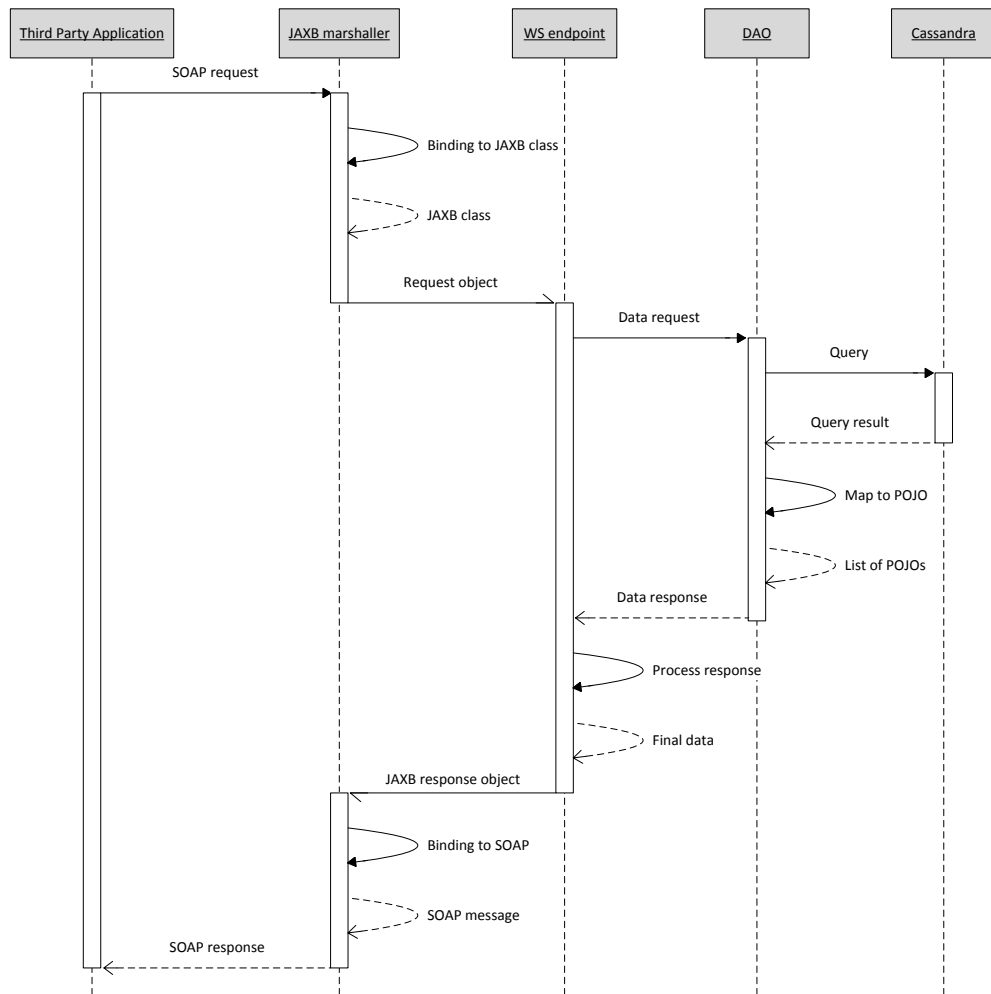 Third Party Application
JAXB marshaller
WS endpoint
DAO
Cassandra
SOAP request
Binding to JAXB class
JAXB class
Request object
Data request
Query
Query result
Map to POJO
List of POJOs
Data response
Process response
Final data
JAXB response object
Binding to SOAP
SOAP message
SOAP response